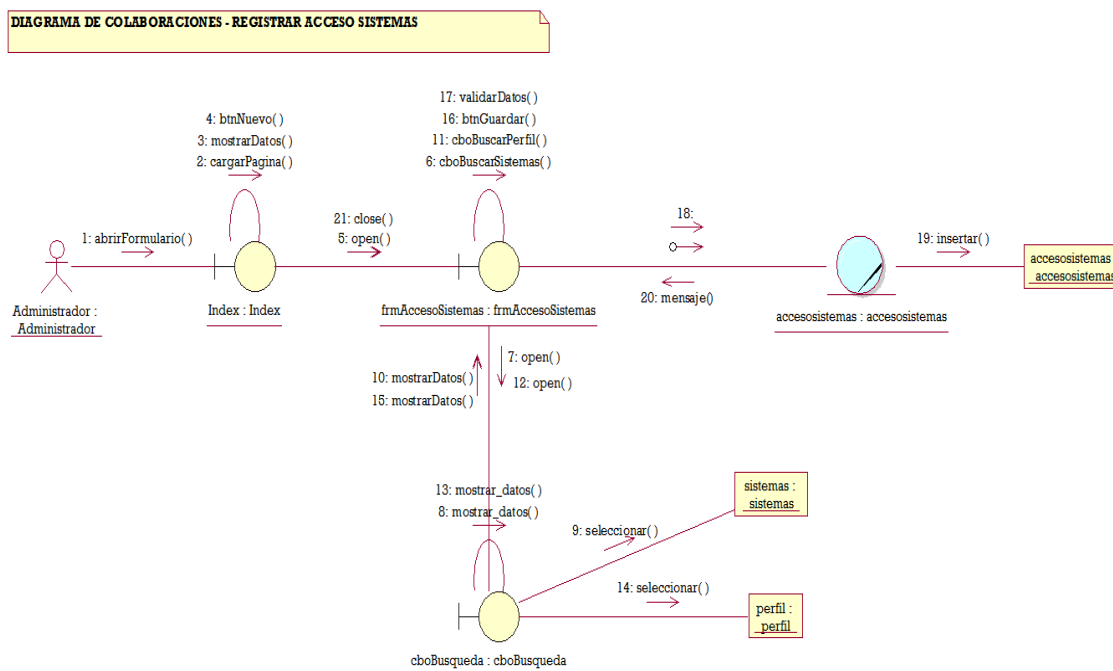 DIAGRAMA DE COLABORACIONES - REGISTRAR ACCESO SISTEMAS
4: btnNuevo( )
3: mostrarDatos( )
2: cargarPagina( )
17: validarDatos( )
16: btnGuardar( )
11: cboBuscarPerfil( )
6: cboBuscarSistemas( )
1: abrirFormulario( )
21: close( )
5: open( )
18:
19: insertar( )
20: mensaje()
Administrador :
Administrador
Index : Index
frmAccesoSistemas : frmAccesoSistemas
accesosistemas : accesosistemas
accesosistemas :
accesosistemas
7: open( )
12: open( )
10: mostrarDatos( )
15: mostrarDatos( )
13: mostrar_datos( )
8: mostrar_datos( )
9: seleccionar( )
sistemas :
sistemas
14: seleccionar( )
perfil :
perfil
cboBusqueda : cboBusqueda